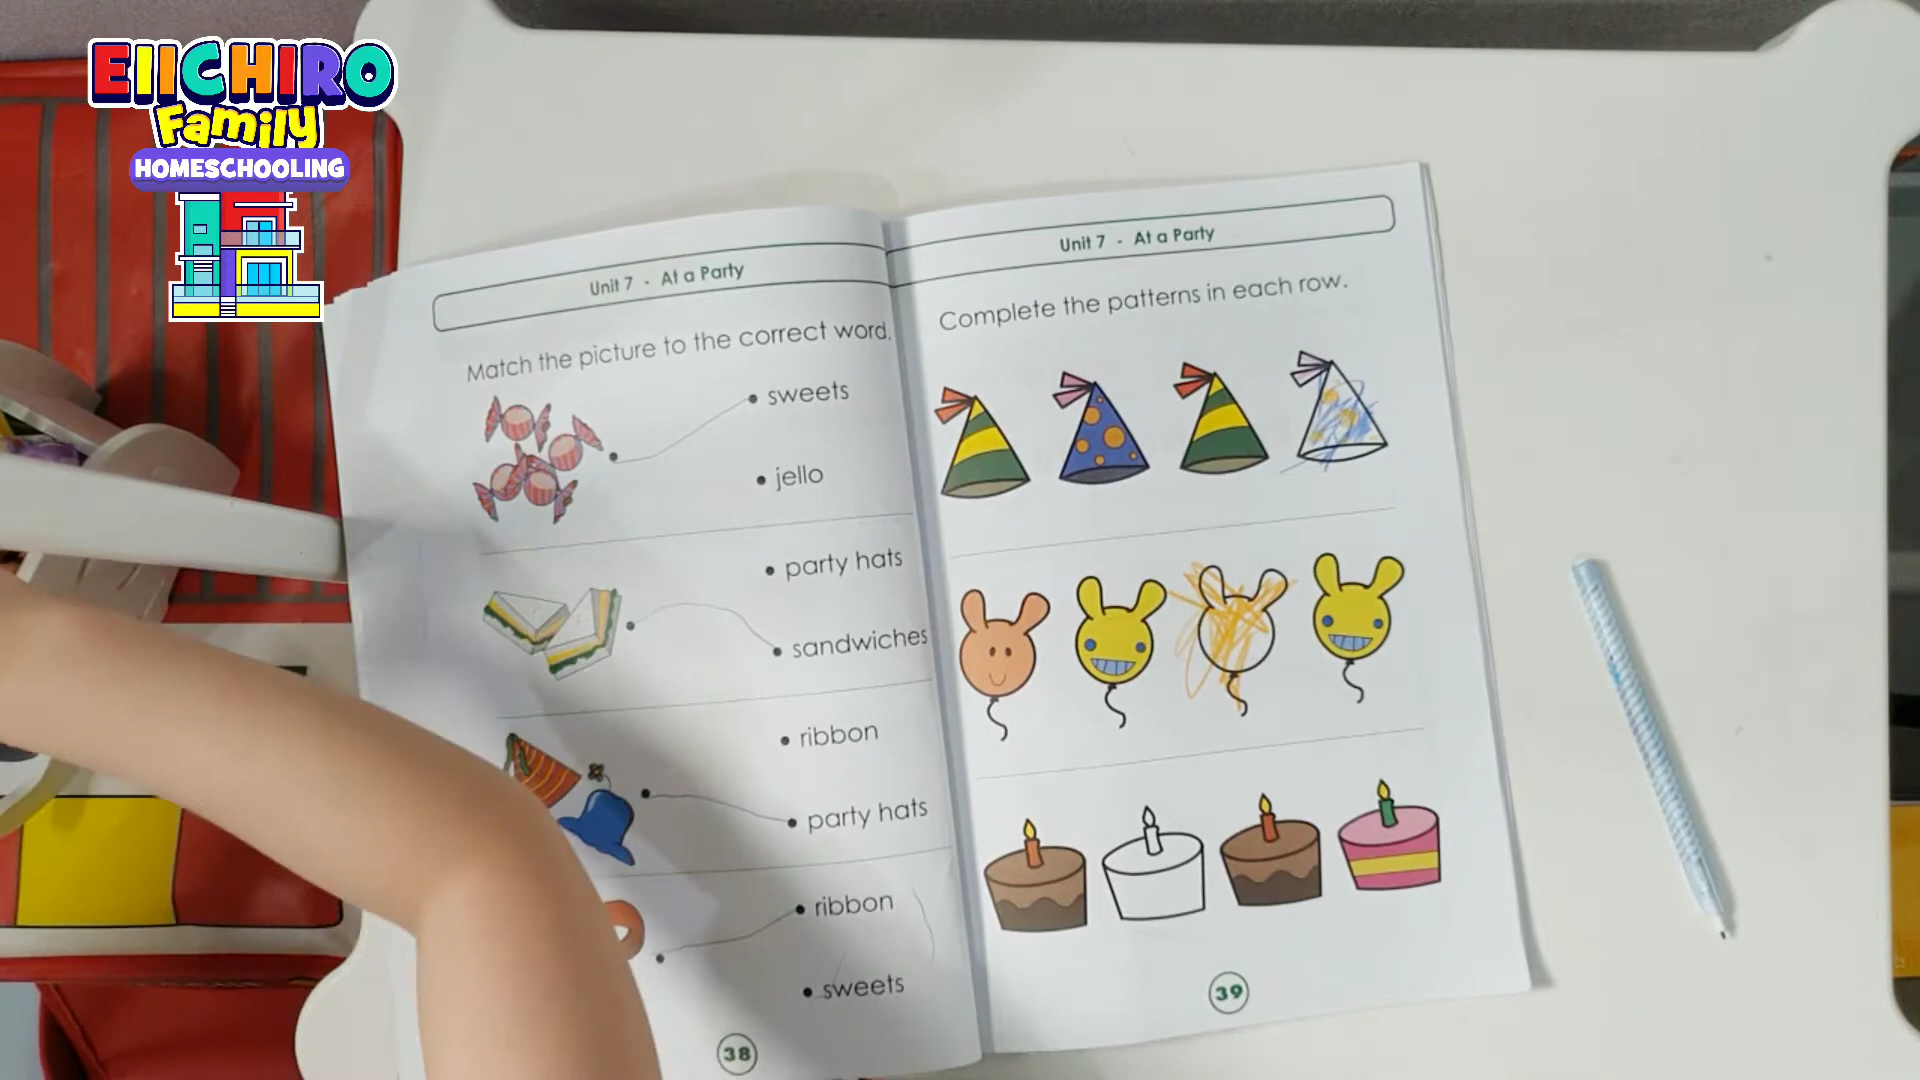 EIICHIRO
Family
HOMESCHOOLING
Unit 7 - At a Party
Match the picture to the correct word.
sweets
jello
party hats
sandwiches
ribbon
party hats
ribbon
sweets
38
Unit 7 - At a Party
Complete the patterns in each row.
39